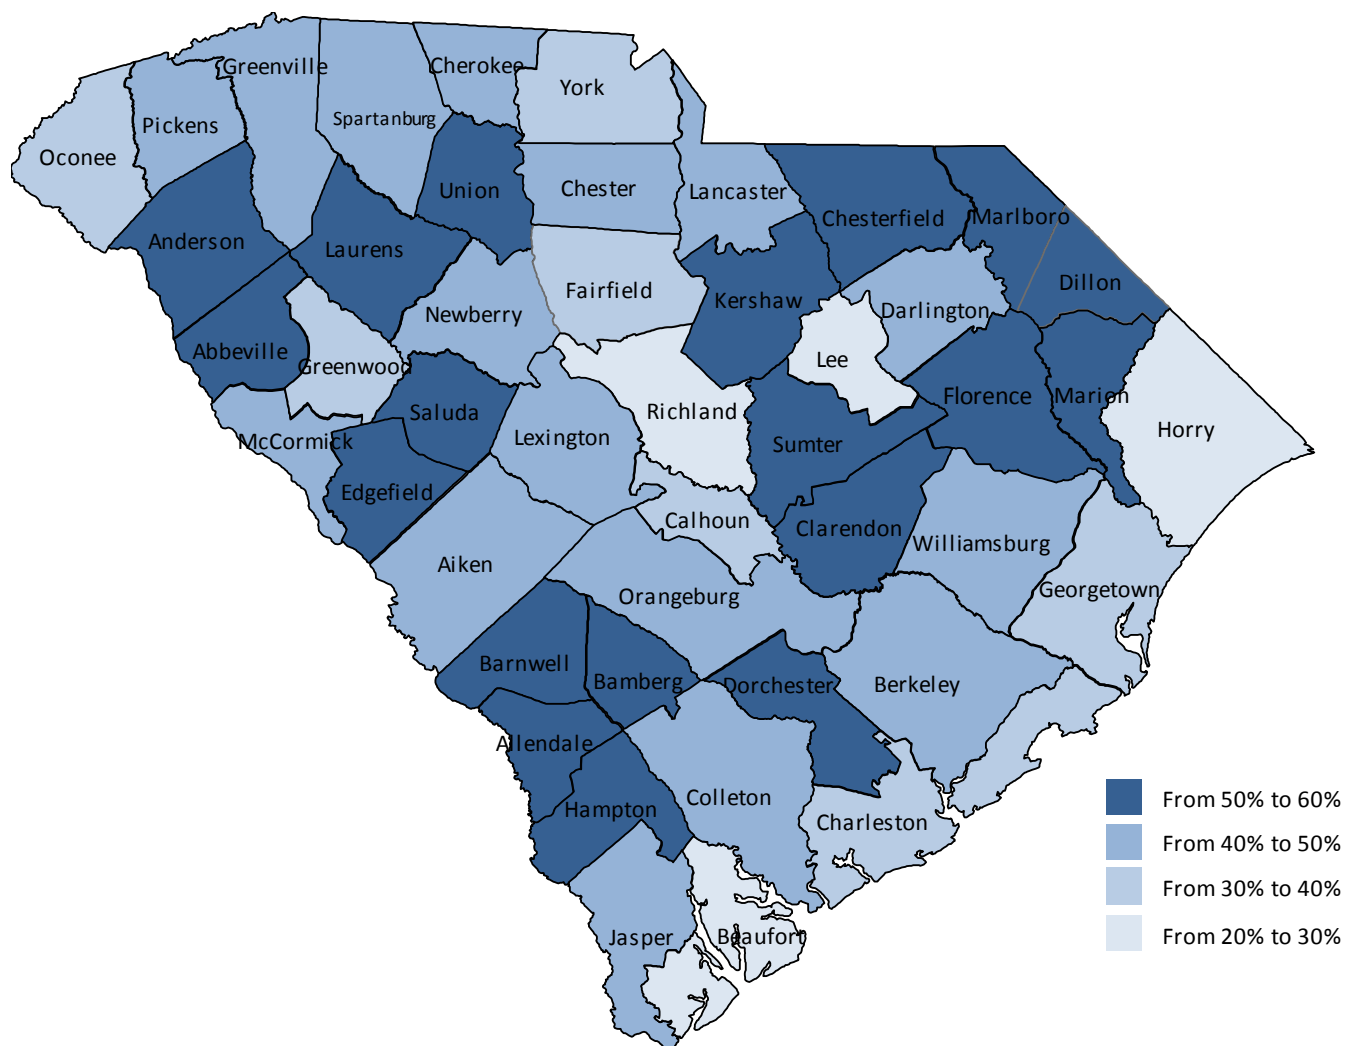 Greenville
Cherokee
York
Pickens
Spartanburg
Oconee
Union
Chester
Lancaster
Chesterfield
Marlboro
Anderson
Laurens
Dillon
Fairfield
Kershaw
Darlington
Newberry
Abbeville
Greenwood
Lee
Saluda
Richland
Florence
Marion
Horry
McCormick
Lexington
Sumter
Edgefield
Calhoun
Clarendon
Williamsburg
Aiken
Orangeburg
Georgetown
Barnwell
Bamberg
Dorchester
Berkeley
Allendale
Hampton
Colleton
Charleston
Jasper
Beaufort
From 50% to 60%
From 40% to 50%
From 30% to 40%
From 20% to 30%